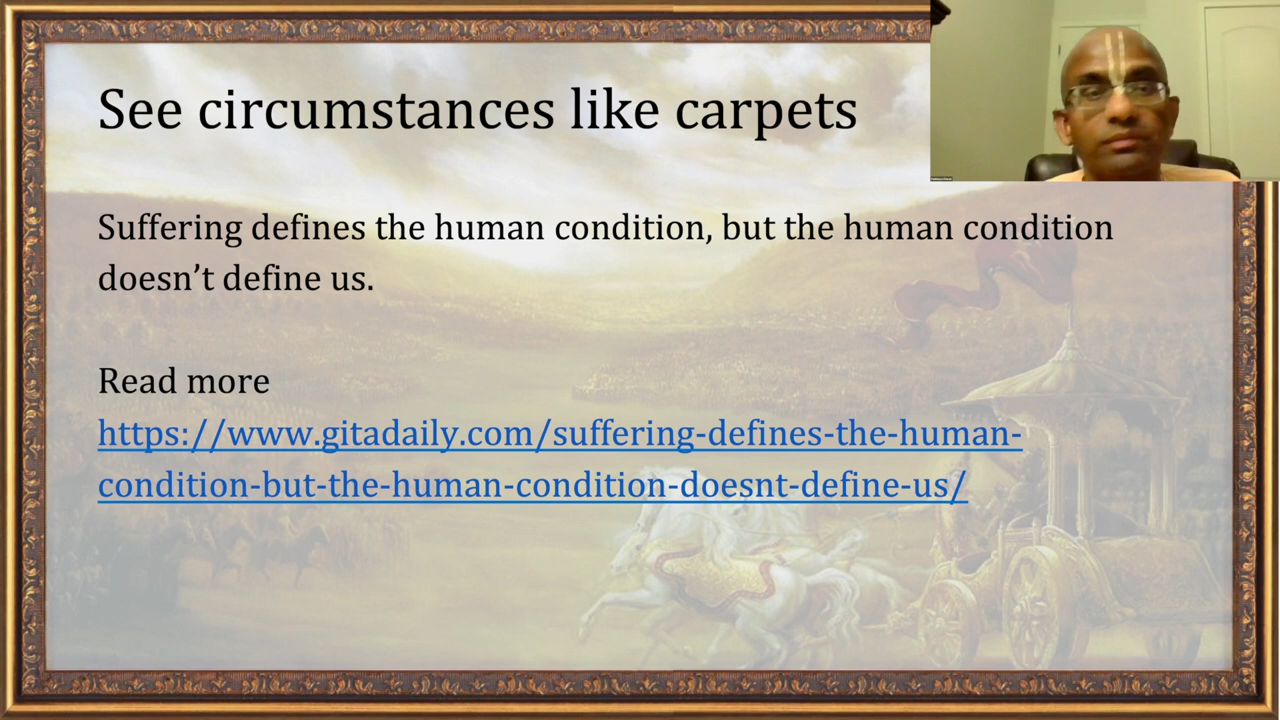 See circumstances like carpets
Suffering defines the human condition, but the human condition
doesn’t define us.
Read more
https://www.gitadaily.com/suffering-defines-the-human-
condition-but-the-human-condition-doesnt-define-us/